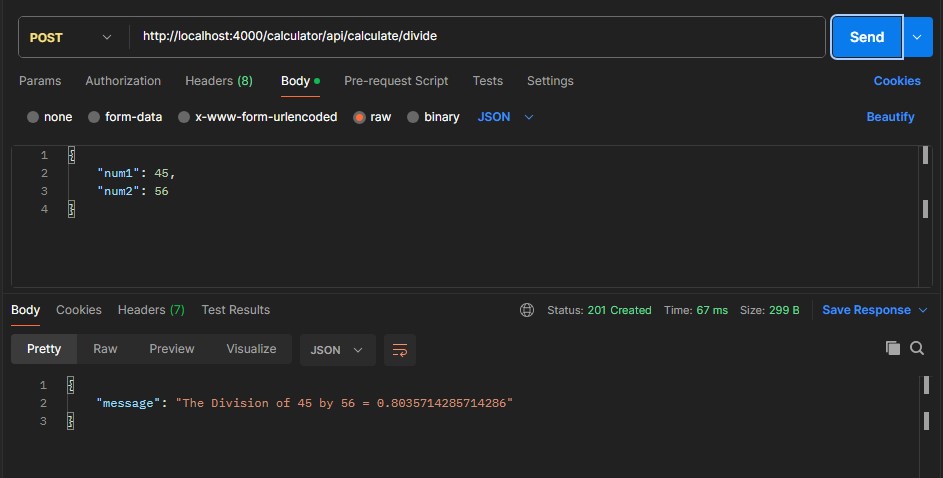 POST http://localhost:4000/calculator/api/calculate/divide Send
Params Authorization Headers (8) Body Pre-request Script Tests Settings Cookies
none form-data x-www-form-urlencoded raw binary JSON Beautify
1 {
2 "num1": 45,
3 "num2": 56
4 }
Body Cookies Headers (7) Test Results Status: 201 Created Time: 67 ms Size: 299 B Save Response
Pretty Raw Preview Visualize JSON
1 {
2 "message": "The Division of 45 by 56 = 0.8035714285714286"
3 }